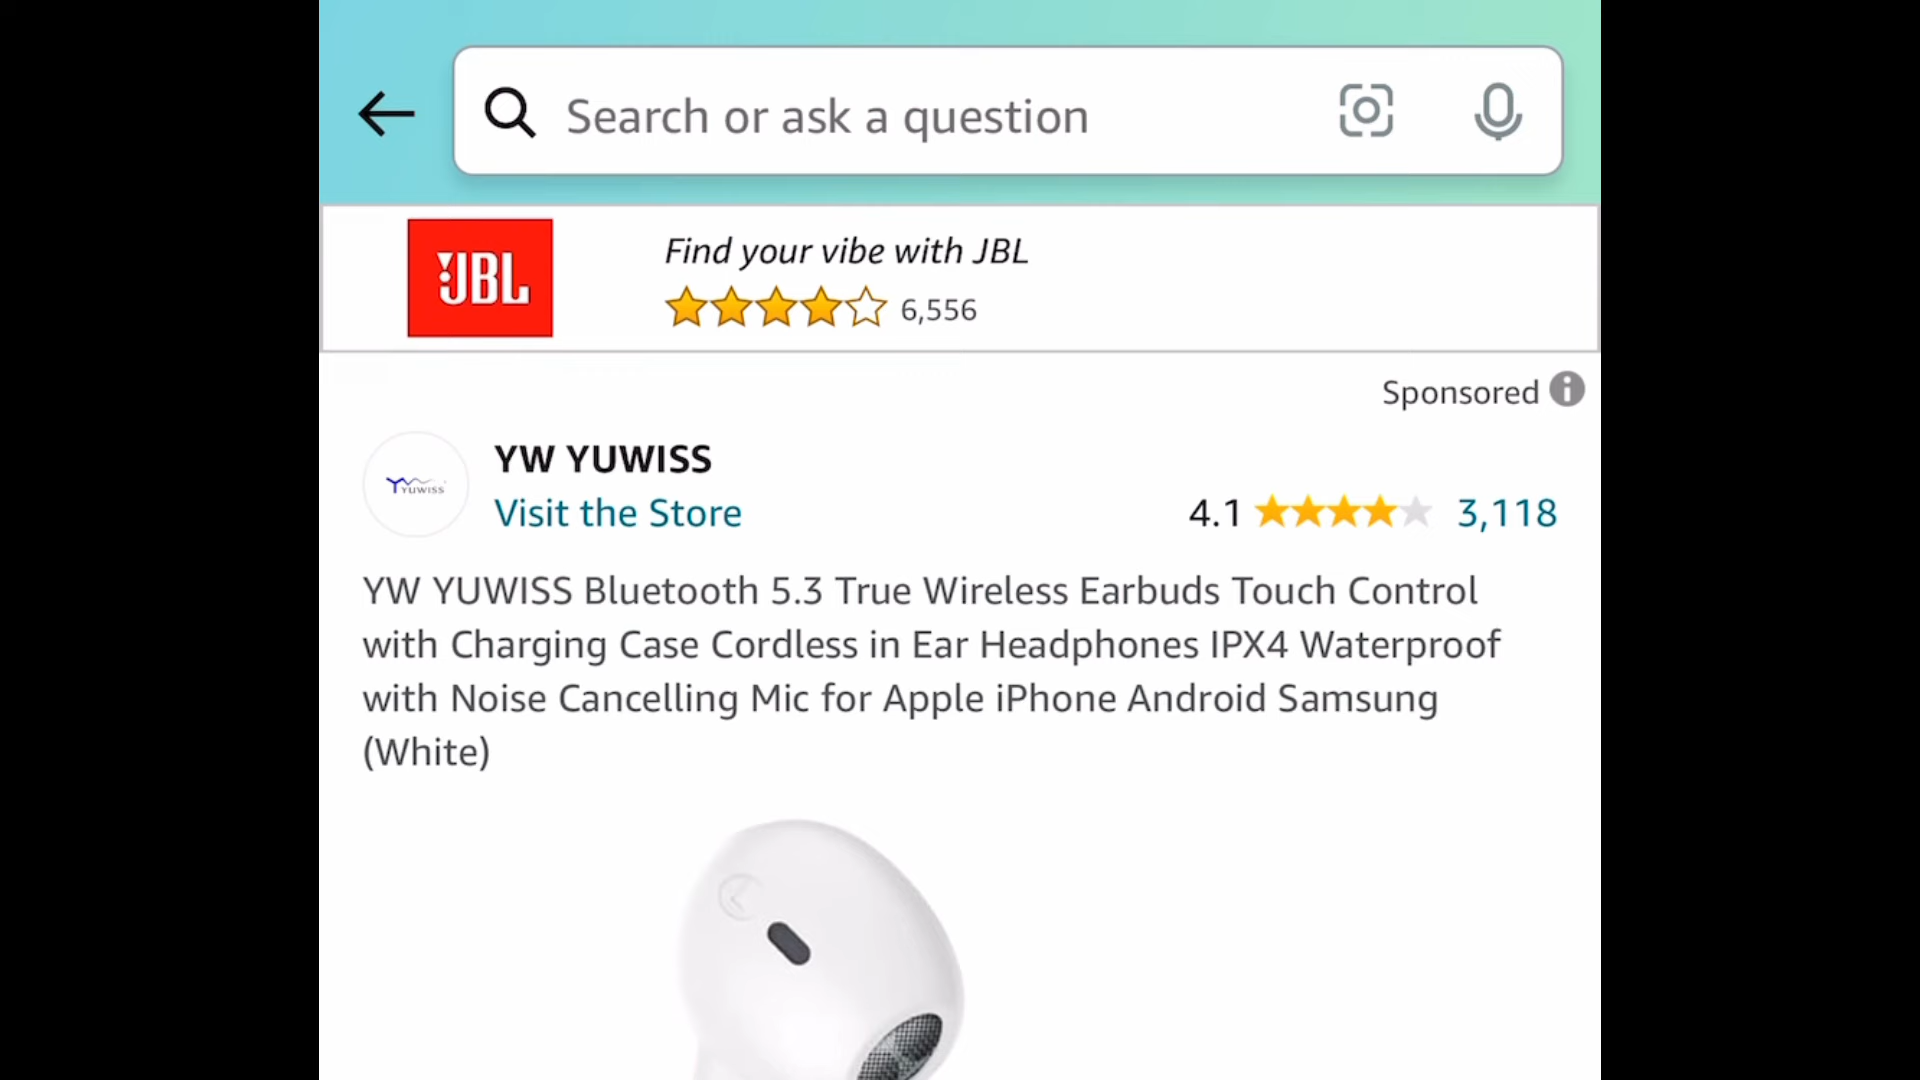 Search or ask a question
JBL
Find your vibe with JBL
6,556
Sponsored
YUWISS
YW YUWISS
Visit the Store
4.1 3,118
YW YUWISS Bluetooth 5.3 True Wireless Earbuds Touch Control
with Charging Case Cordless in Ear Headphones IPX4 Waterproof
with Noise Cancelling Mic for Apple iPhone Android Samsung
(White)